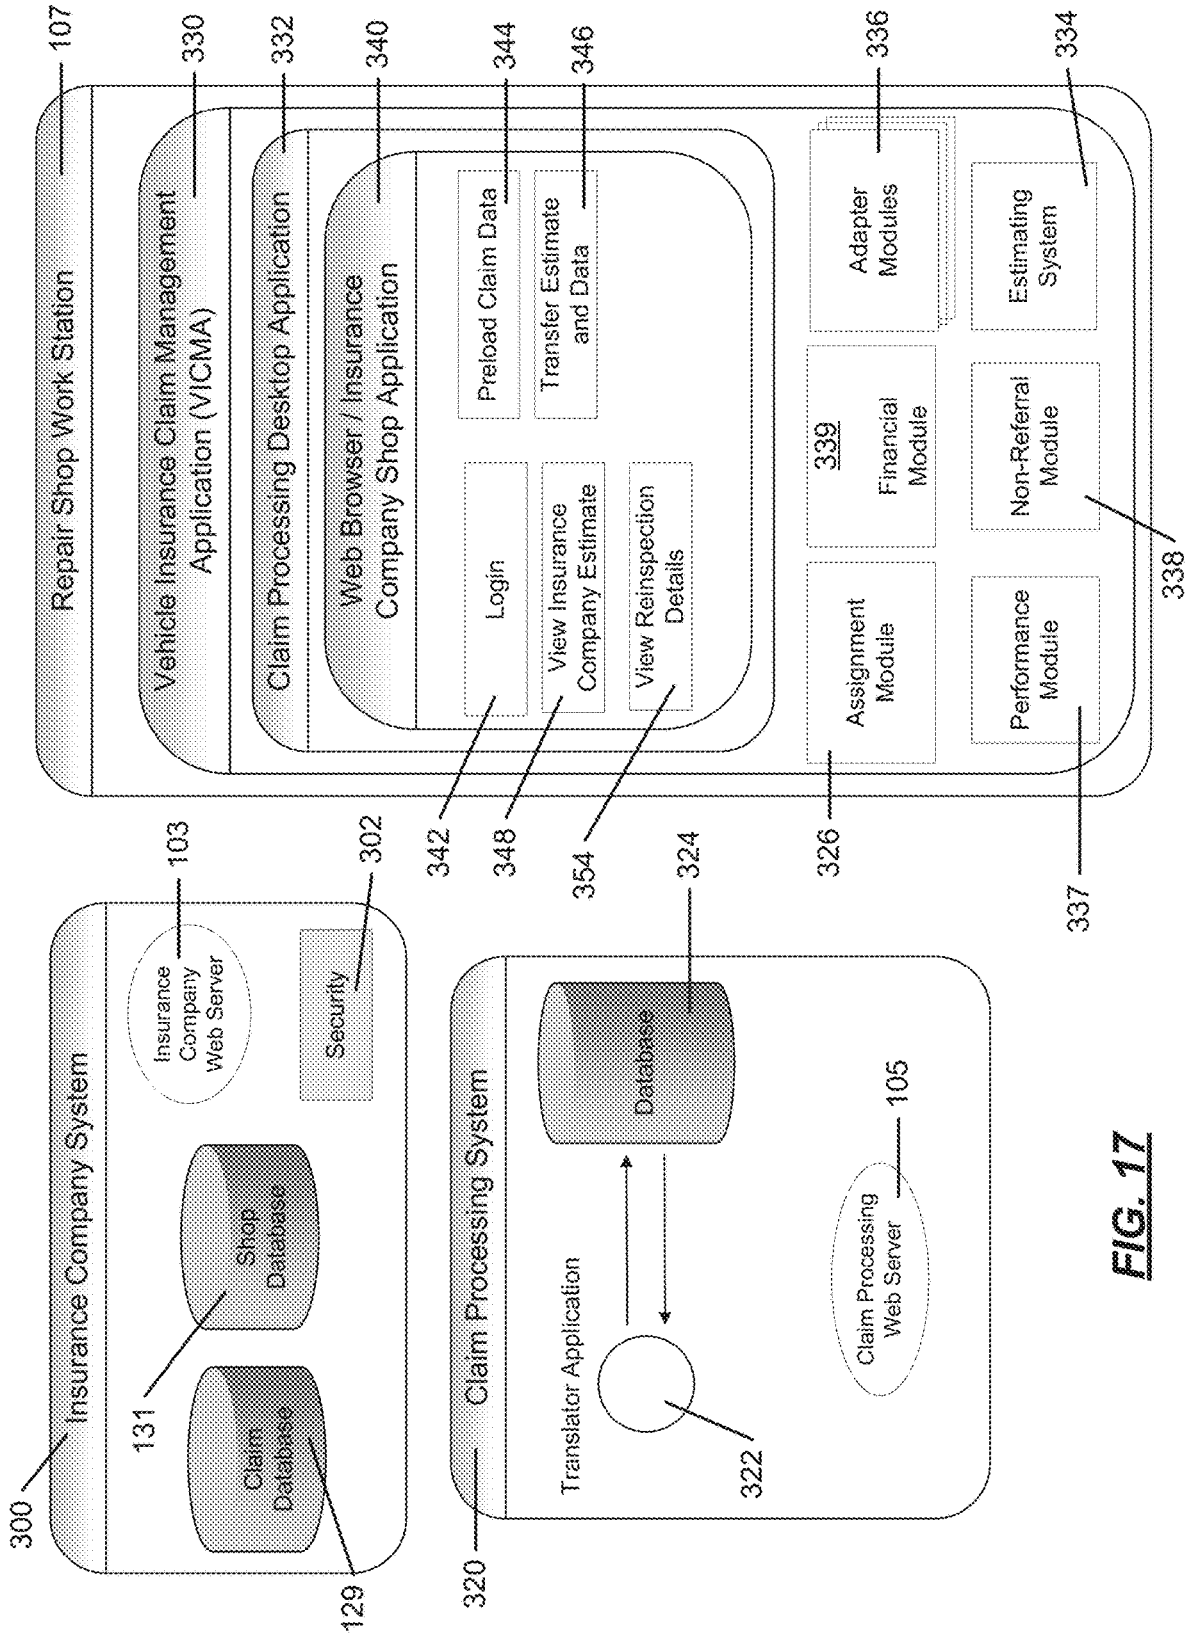 300
Insurance Company System
129
Claim
Database
131
Shop
Database
Insurance
Company
Web Server
103
Security
302
320
Claim Processing System
Translator Application
322
Database
324
Claim Processing
Web Server
105
Repair Shop Work Station
107
Vehicle Insurance Claim Management
Application (VICMA)
330
Claim Processing Desktop Application
332
Web Browser / Insurance
Company Shop Application
340
342
Login
Preload Claim Data
344
348
View Insurance
Company Estimate
Transfer Estimate
and Data
346
354
View Reinspection
Details
326
Assignment
Module
339
Financial
Module
Adapter
Modules
336
337
Performance
Module
Non-Referral
Module
338
Estimating
System
334
FIG. 17